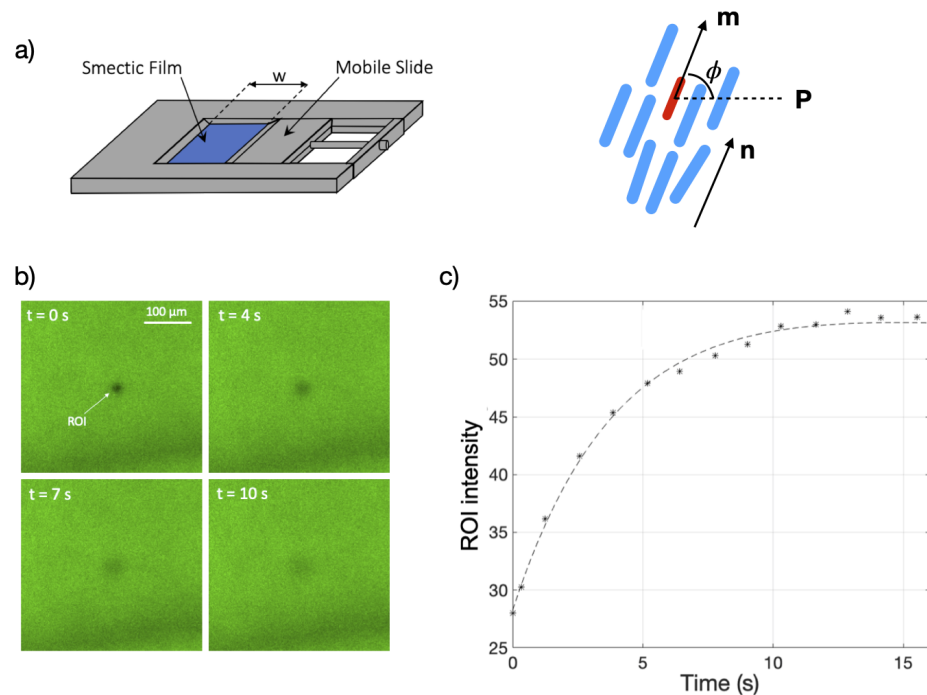 a)
Smectic Film
w
Mobile Slide
m
ϕ
P
n
b)
t = 0 s
100 µm
ROI
t = 4 s
t = 7 s
t = 10 s
c)
55
50
45
40
35
30
25
0
5
10
15
ROI intensity
Time (s)